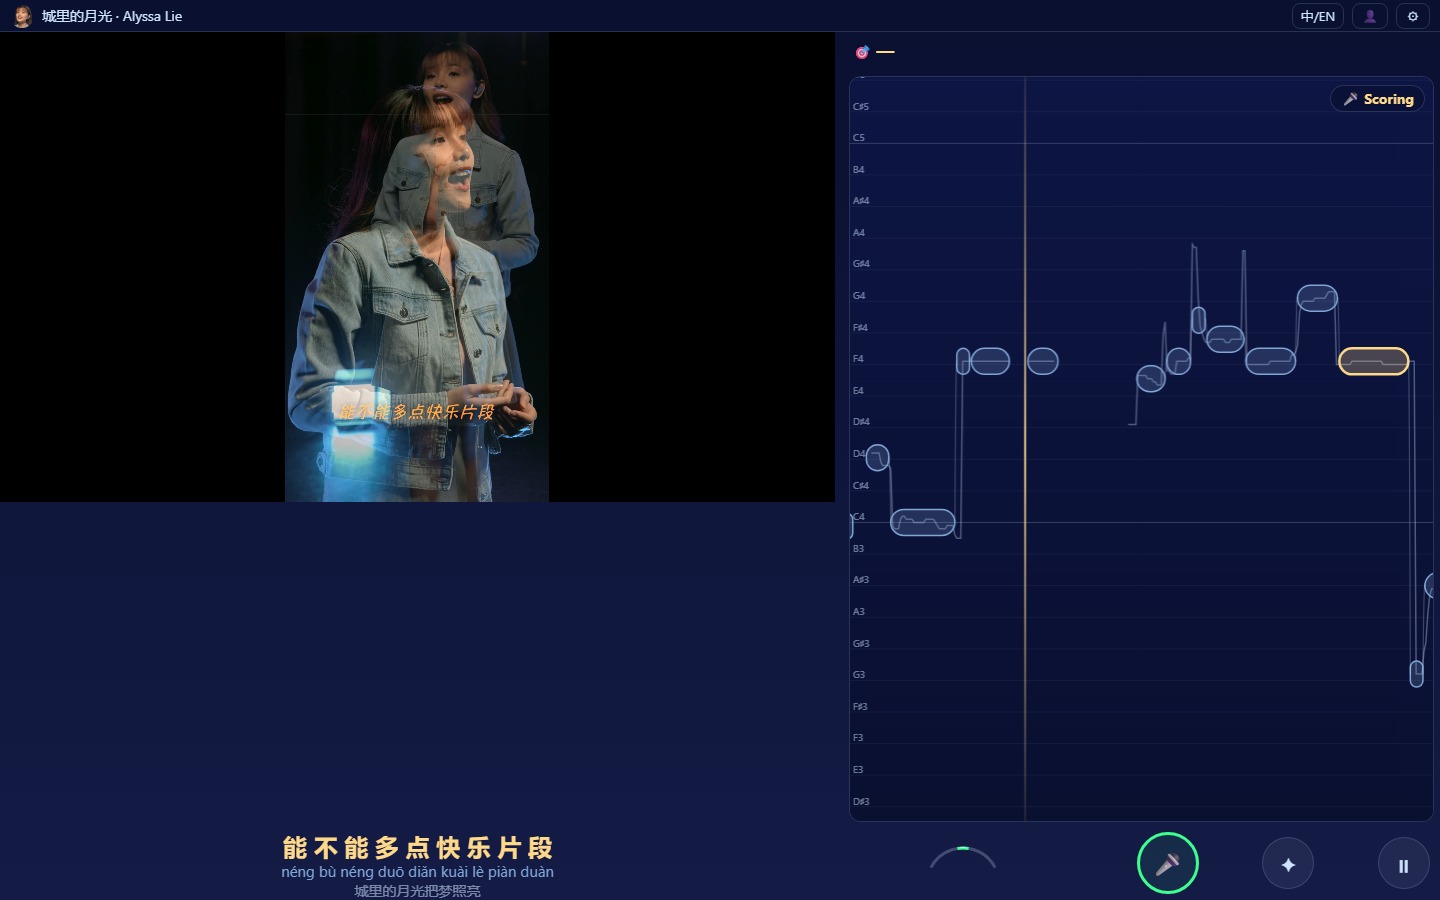 城里的月光 · Alyssa Lie
中/EN
Scoring
C#5
C5
B4
A#4
A4
G#4
G4
F#4
F4
E4
D#4
D4
C#4
C4
B3
A#3
A3
G#3
G3
F#3
F3
E3
D#3
能不能多点快乐片段
能不能多点快乐片段
néng bù néng duō diǎn kuài lè piàn duàn
城里的月光把梦照亮